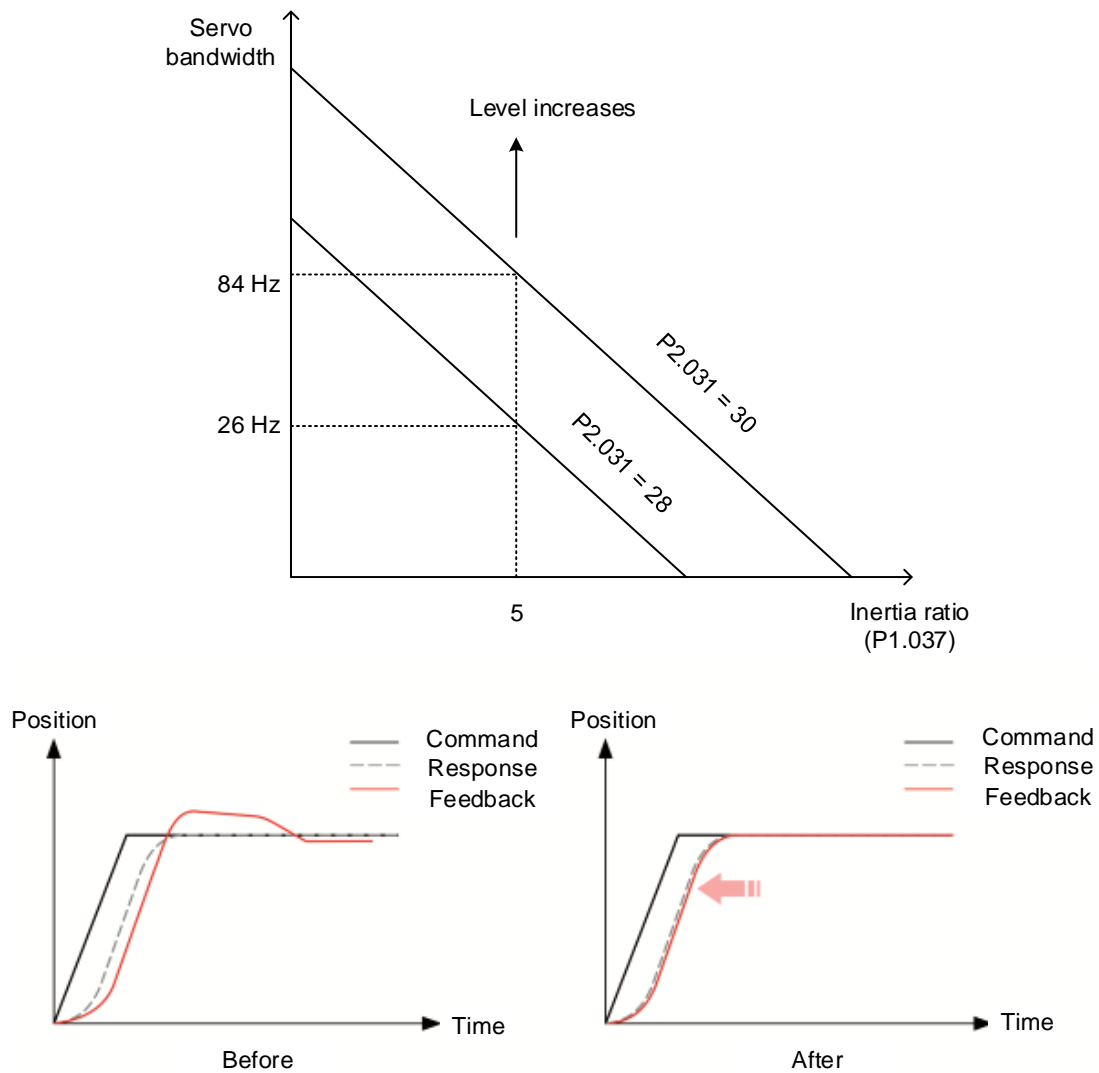 Servo
bandwidth
Level increases
84 Hz
P2.031 = 30
26 Hz
P2.031 = 28
5
Inertia ratio
(P1.037)
Position
Command
Response
Feedback
Time
Before
Position
Command
Response
Feedback
Time
After